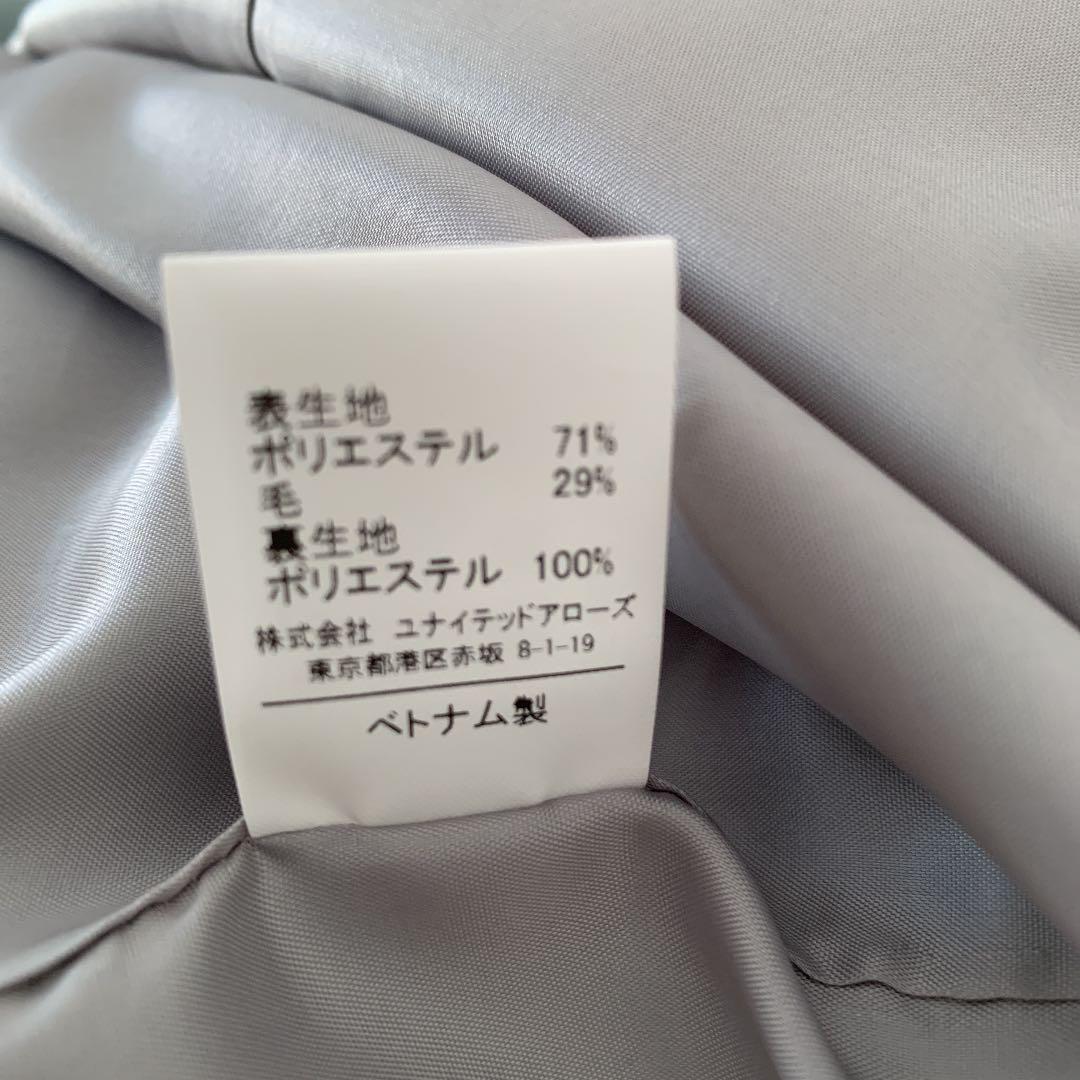 表生地
ポリエステル 71%
毛 29%
裏生地
ポリエステル 100%
株式会社 ユナイテッドアローズ
東京都港区赤坂 8-1-19
ベトナム製